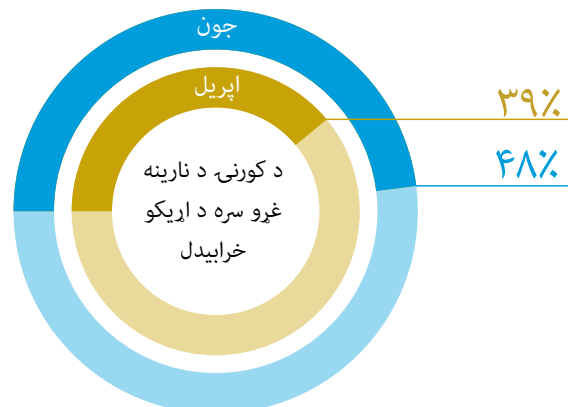 جون
اپریل
د کورنۍ د نارینه
غړو سره د اړیکو
خرابیدل
۳۹٪
۴۸٪